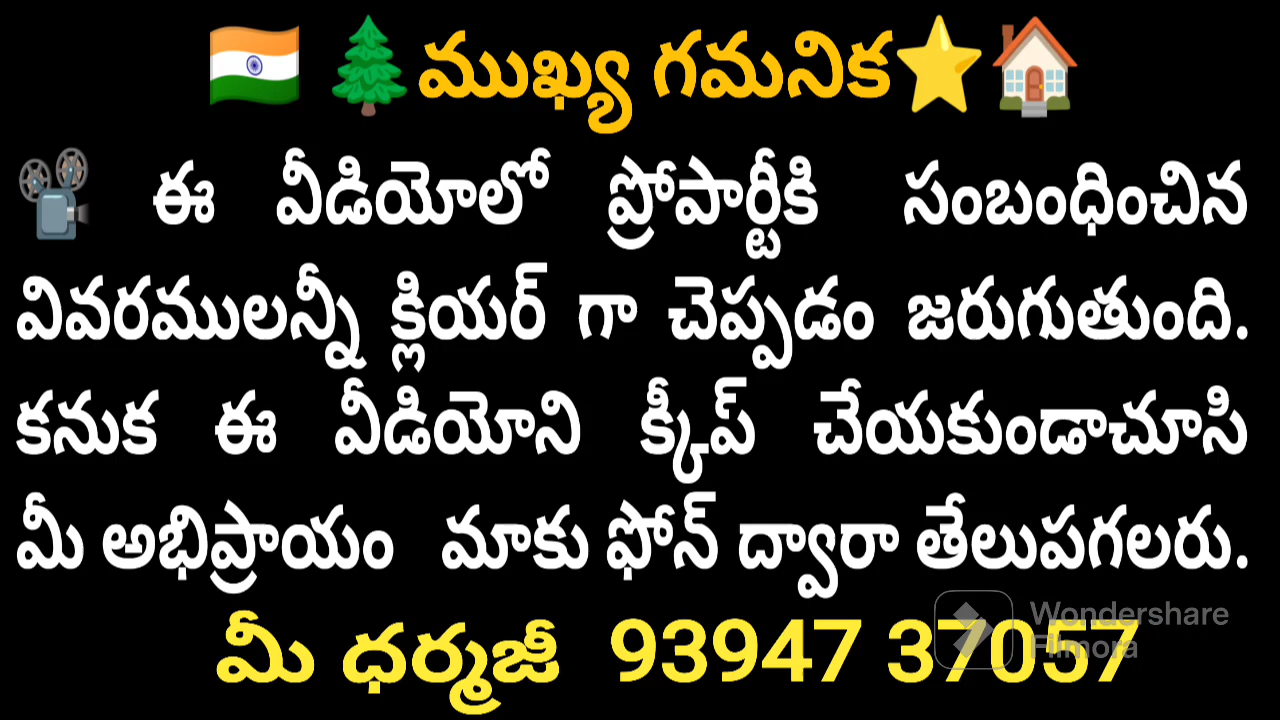 🇮🇳 🌲ముఖ్య గమనిక⭐🏠
📽️ ఈ వీడియోలో ప్రోపార్టీకి సంబంధించిన
వివరములన్నీ క్లియర్ గా చెప్పడం జరుగుతుంది.
కనుక ఈ వీడియోని స్కీప్ చేయకుండాచూసి
మీ అభిప్రాయం మాకు ఫోన్ ద్వారా తేలుపగలరు.
మీ ధర్మజీ 93947 37057
Wondershare
Filmora